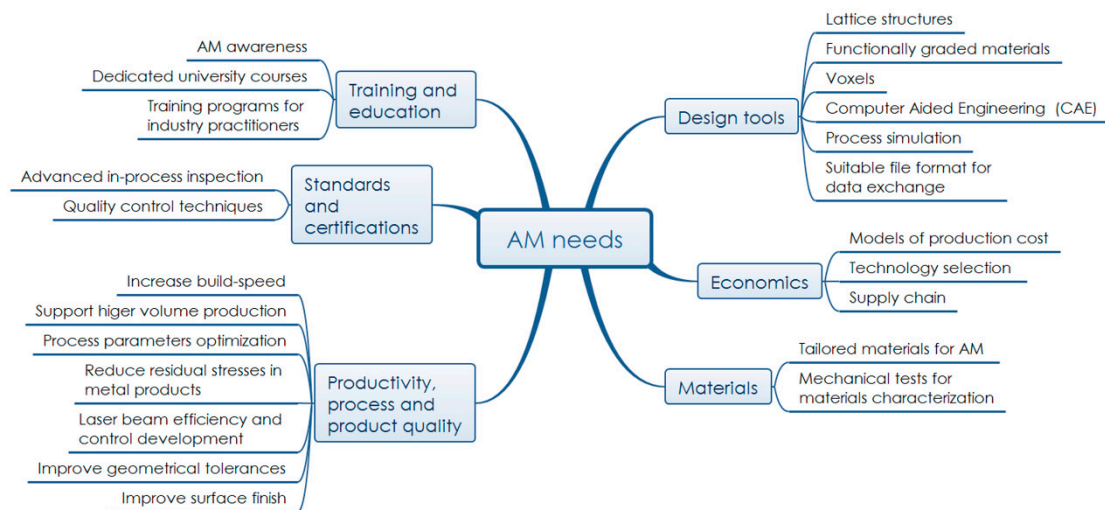 AM awareness
Dedicated university courses
Training programs for
industry practitioners
Training and
education
Advanced in-process inspection
Quality control techniques
Standards
and
certifications
Increase build-speed
Support higer volume production
Process parameters optimization
Reduce residual stresses in
metal products
Laser beam efficiency and
control development
Improve geometrical tolerances
Improve surface finish
Productivity,
process and
product quality
AM needs
Design tools
Lattice structures
Functionally graded materials
Voxels
Computer Aided Engineering (CAE)
Process simulation
Suitable file format for
data exchange
Economics
Models of production cost
Technology selection
Supply chain
Materials
Tailored materials for AM
Mechanical tests for
materials characterization